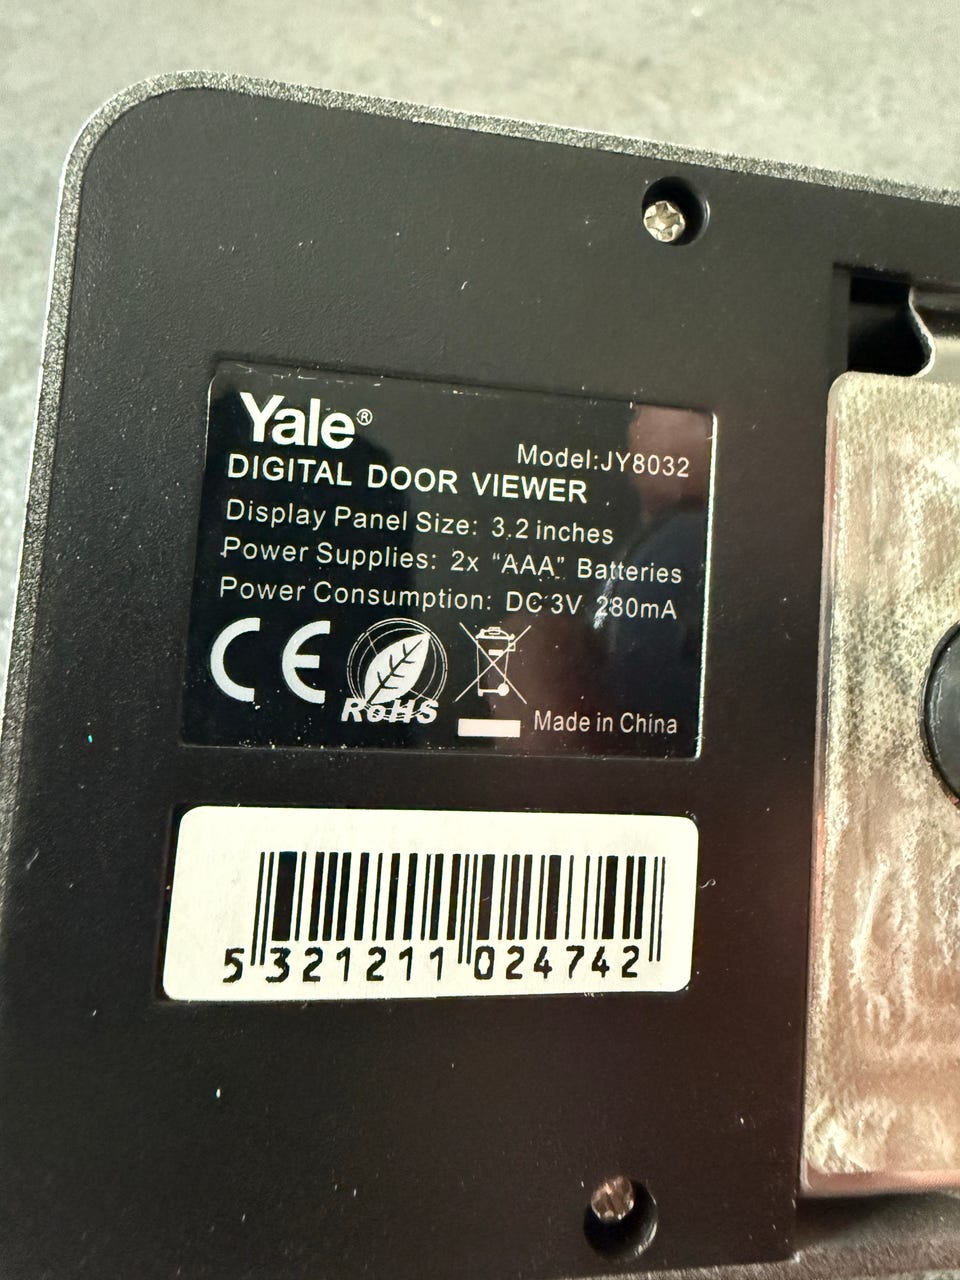 Yale®
Model:JY8032
DIGITAL DOOR VIEWER
Display Panel Size: 3.2 inches
Power Supplies: 2x “AAA” Batteries
Power Consumption: DC 3V 280mA
CE
RoHS
Made in China
5 321211 024742